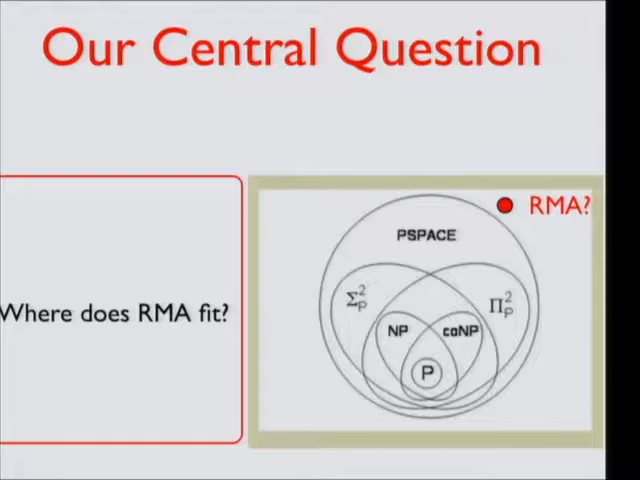 Our Central Question
RMA?
PSPACE
Σ²ₚ
Π²ₚ
NP
coNP
Where does RMA fit?
P